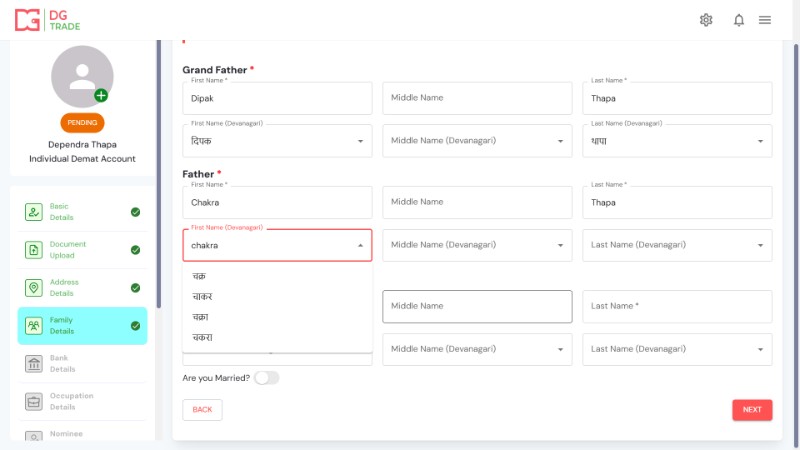 DG
TRADE
PENDING
Dependra Thapa
Individual Demat Account
Basic
Details
Document
Upload
Address
Details
Family
Details
Bank
Details
Occupation
Details
Nominee
Grand Father *
First Name *
Dipak
Middle Name
Last Name *
Thapa
First Name (Devanagari)
दिपक
Middle Name (Devanagari)
Last Name (Devanagari)
थापा
Father *
First Name *
Chakra
Middle Name
Last Name *
Thapa
First Name (Devanagari)
chakra
Middle Name (Devanagari)
Last Name (Devanagari)
चक्र
चाकर
चक्रा
चकरा
Middle Name
Last Name *
Middle Name (Devanagari)
Last Name (Devanagari)
Are you Married?
BACK
NEXT